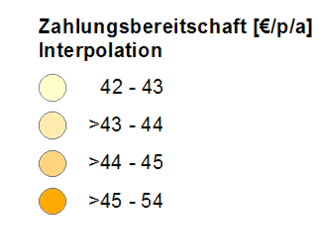 Zahlungsbereitschaft [€/p/a]
Interpolation
42 - 43
>43 - 44
>44 - 45
>45 - 54